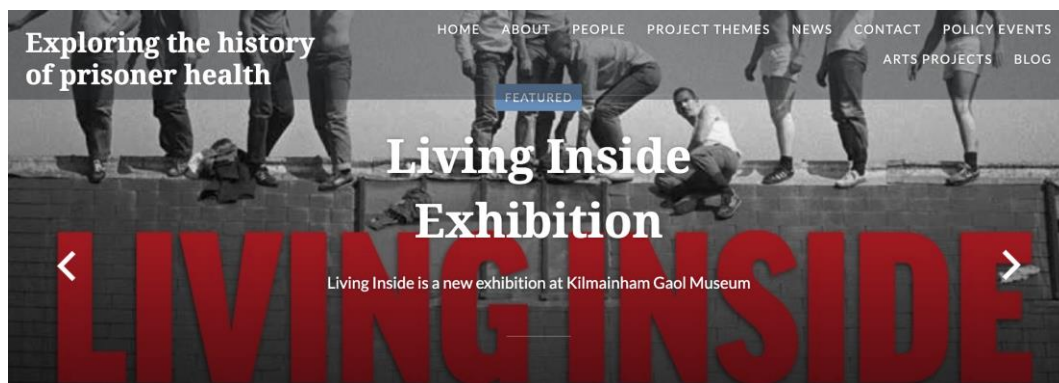 Exploring the history
of prisoner health
HOME ABOUT PEOPLE PROJECT THEMES NEWS CONTACT POLICY EVENTS
ARTS PROJECTS BLOG
FEATURED
Living Inside
Exhibition
Living Inside is a new exhibition at Kilmainham Gaol Museum
LIVING INSIDE